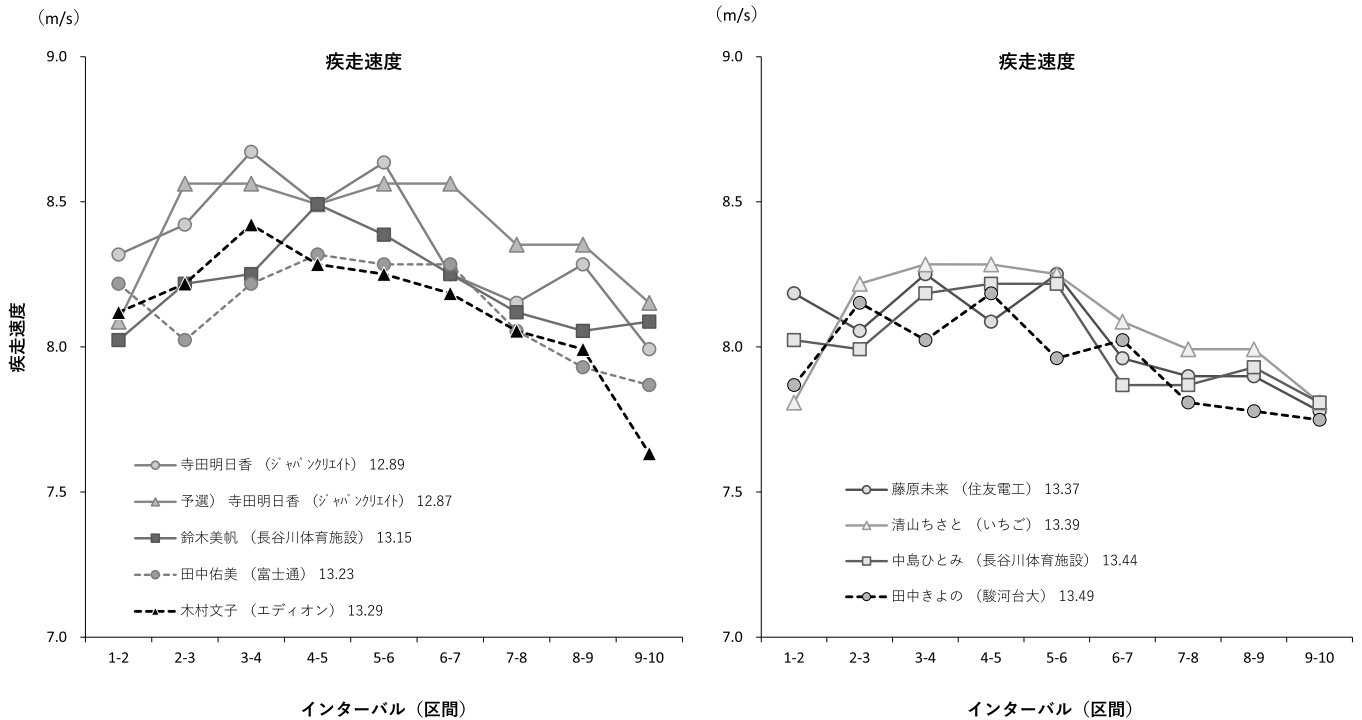 （m/s）
疾走速度
9.0
8.5
8.0
7.5
7.0
疾走速度
寺田明日香 （ｼﾞｬﾊﾟﾝｸﾘｴｲﾄ） 12.89
予選） 寺田明日香 （ｼﾞｬﾊﾟﾝｸﾘｴｲﾄ） 12.87
鈴木美帆 （長谷川体育施設） 13.15
田中佑美 （富士通） 13.23
木村文子 （エディオン） 13.29
1-2 2-3 3-4 4-5 5-6 6-7 7-8 8-9 9-10
インターバル（区間）
（m/s）
疾走速度
9.0
8.5
8.0
7.5
7.0
藤原未来 （住友電工） 13.37
清山ちさと （いちご） 13.39
中島ひとみ （長谷川体育施設） 13.44
田中きよの （駿河台大） 13.49
1-2 2-3 3-4 4-5 5-6 6-7 7-8 8-9 9-10
インターバル（区間）